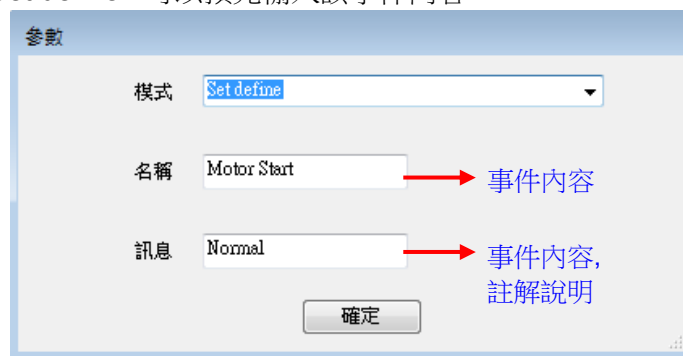 參數
模式 Set define
名稱 Motor Start 事件內容
訊息 Normal 事件內容,
註解說明
確定